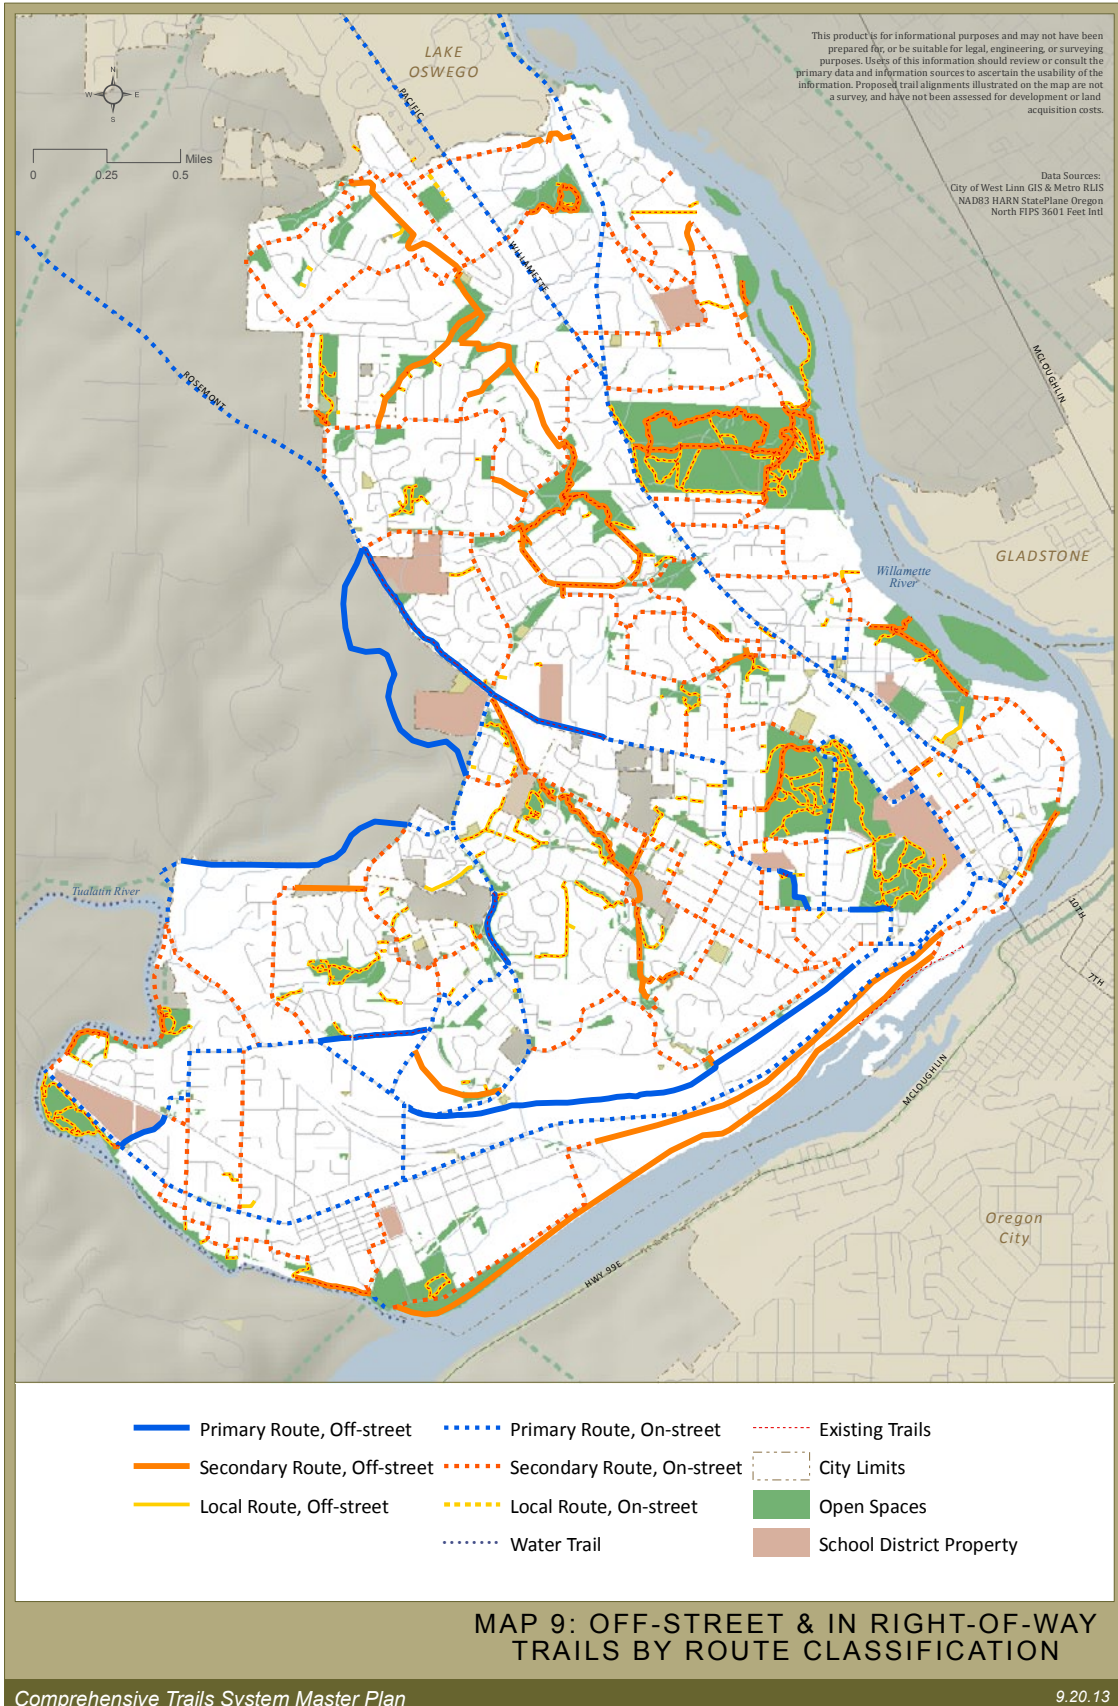 LAKE
OSWEGO
This product is for informational purposes and may not have been
prepared for, or be suitable for legal, engineering, or surveying
purposes. Users of this information should review or consult the
primary data and information sources to ascertain the usability of the
information. Proposed trail alignments illustrated on the map are not
a survey, and have not been assessed for development or land
acquisition costs.
N
W E
S
PACIFIC
Miles
0 0.25 0.5
Data Sources:
City of West Linn GIS & Metro RLIS
NAD83 HARN StatePlane Oregon
North FIPS 3601 Feet Intl
WILLAMETTE
ROSEMONT
MCLOUGHLIN
GLADSTONE
Willamette
River
Tualatin River
10TH
7TH
MCLOUGHLIN
Oregon
City
HWY 99E
Primary Route, Off-street
Primary Route, On-street
Existing Trails
Secondary Route, Off-street
Secondary Route, On-street
City Limits
Local Route, Off-street
Local Route, On-street
Open Spaces
Water Trail
School District Property
MAP 9: OFF-STREET & IN RIGHT-OF-WAY
TRAILS BY ROUTE CLASSIFICATION
Comprehensive Trails System Master Plan
9.20.13